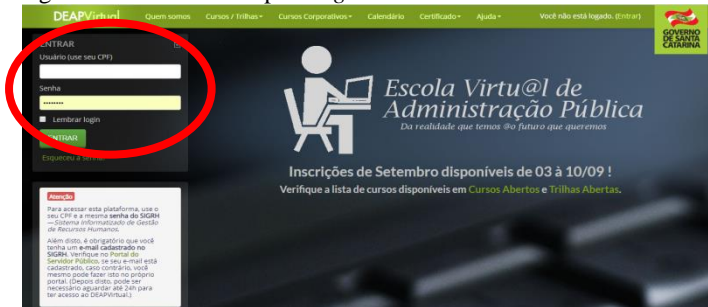 DEAPVirtual Quem somos Cursos / Trilhas Cursos Corporativos Calendário Certificado Ajuda Você não está logado. (Entrar)
GOVERNO
DE SANTA
CATARINA
ENTRAR
Usuário (use seu CPF)
Senha
Lembrar login
ENTRAR
Esqueceu a senha
Escola Virtu@l de
Administração Pública
Da realidade que temos @o futuro que queremos
Inscrições de Setembro disponíveis de 03 à 10/09 !
Verifique a lista de cursos disponíveis em Cursos Abertos e Trilhas Abertas.
Atenção
Para acessar esta plataforma, use o
seu CPF e a mesma senha do SIGRH
—Sistema Informatizado de Gestão
de Recursos Humanos.
Além disto, é obrigatório que você
tenha um e-mail cadastrado no
SIGRH. Verifique no Portal do
Servidor Público, se seu e-mail está
cadastrado, caso contrário, você
mesmo pode fazer isto no próprio
portal. (Depois disto, pode ser
necessário aguardar até 24h para
ter acesso ao DEAPVirtual.)